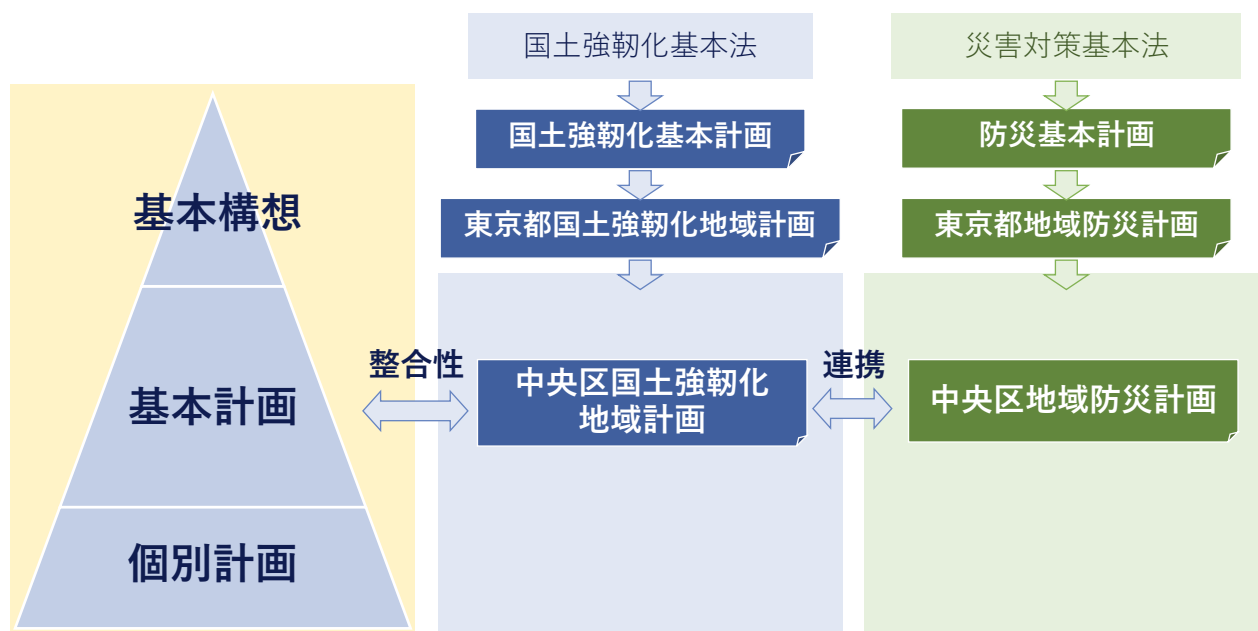 国土強靭化基本法
災害対策基本法
国土強靭化基本計画
防災基本計画
東京都国土強靭化地域計画
東京都地域防災計画
基本構想
基本計画
個別計画
整合性
中央区国土強靭化
地域計画
連携
中央区地域防災計画